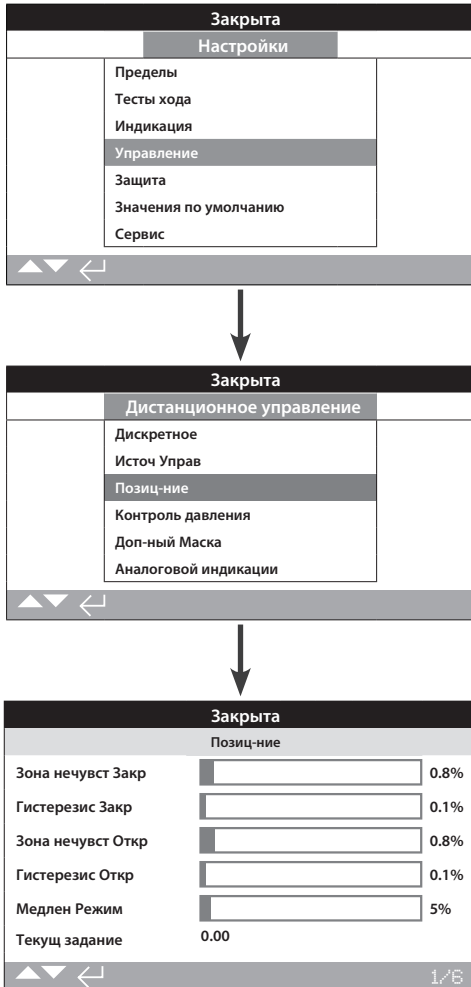 Закрыта
Настройки
Пределы
Тесты хода
Индикация
Управление
Защита
Значения по умолчанию
Сервис
Закрыта
Дистанционное управление
Дискретное
Источ Управ
Позиц-ние
Контроль давления
Доп-ный Маска
Аналоговой индикации
Закрыта
Позиц-ние
Зона нечувст Закр 0.8%
Гистерезис Закр 0.1%
Зона нечувст Откр 0.8%
Гистерезис Откр 0.1%
Медлен Режим 5%
Текущ задание 0.00
1/6